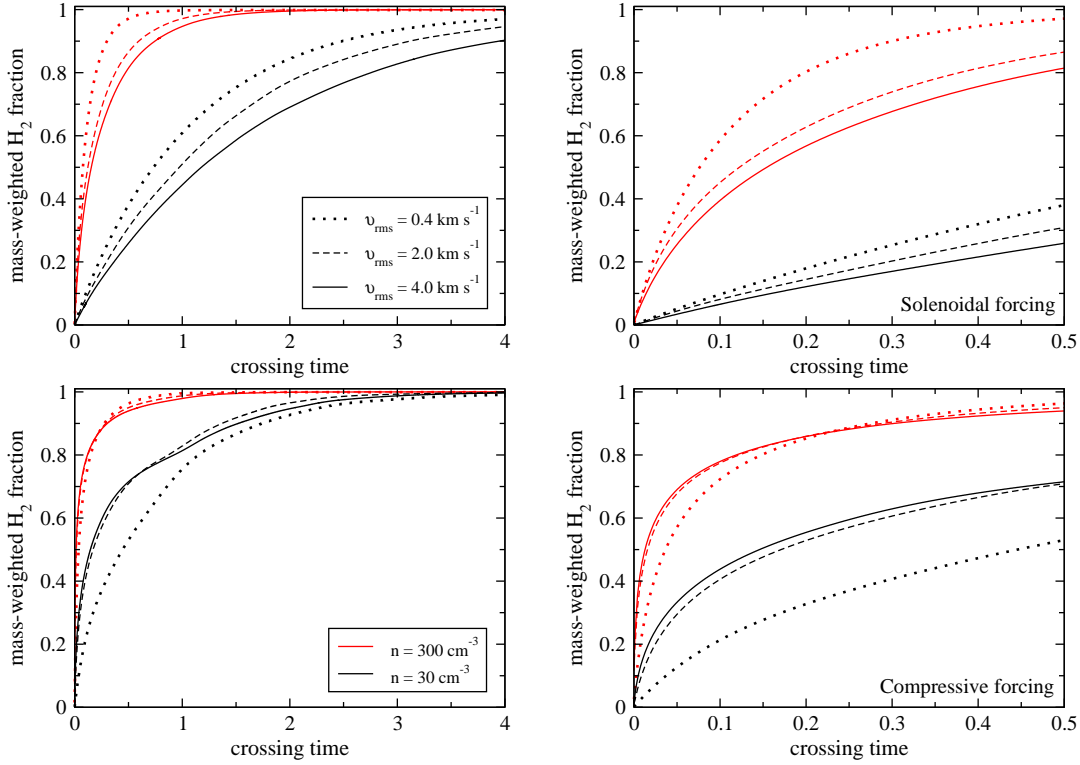 1
0.8
0.6
0.4
0.2
0
mass-weighted H₂ fraction
0 1 2 3 4
crossing time
υrms = 0.4 km s⁻¹
υrms = 2.0 km s⁻¹
υrms = 4.0 km s⁻¹
1
0.8
0.6
0.4
0.2
0
mass-weighted H₂ fraction
0 0.1 0.2 0.3 0.4 0.5
crossing time
Solenoidal forcing
1
0.8
0.6
0.4
0.2
0
mass-weighted H₂ fraction
0 1 2 3 4
crossing time
n = 300 cm⁻³
n = 30 cm⁻³
1
0.8
0.6
0.4
0.2
0
mass-weighted H₂ fraction
0 0.1 0.2 0.3 0.4 0.5
crossing time
Compressive forcing